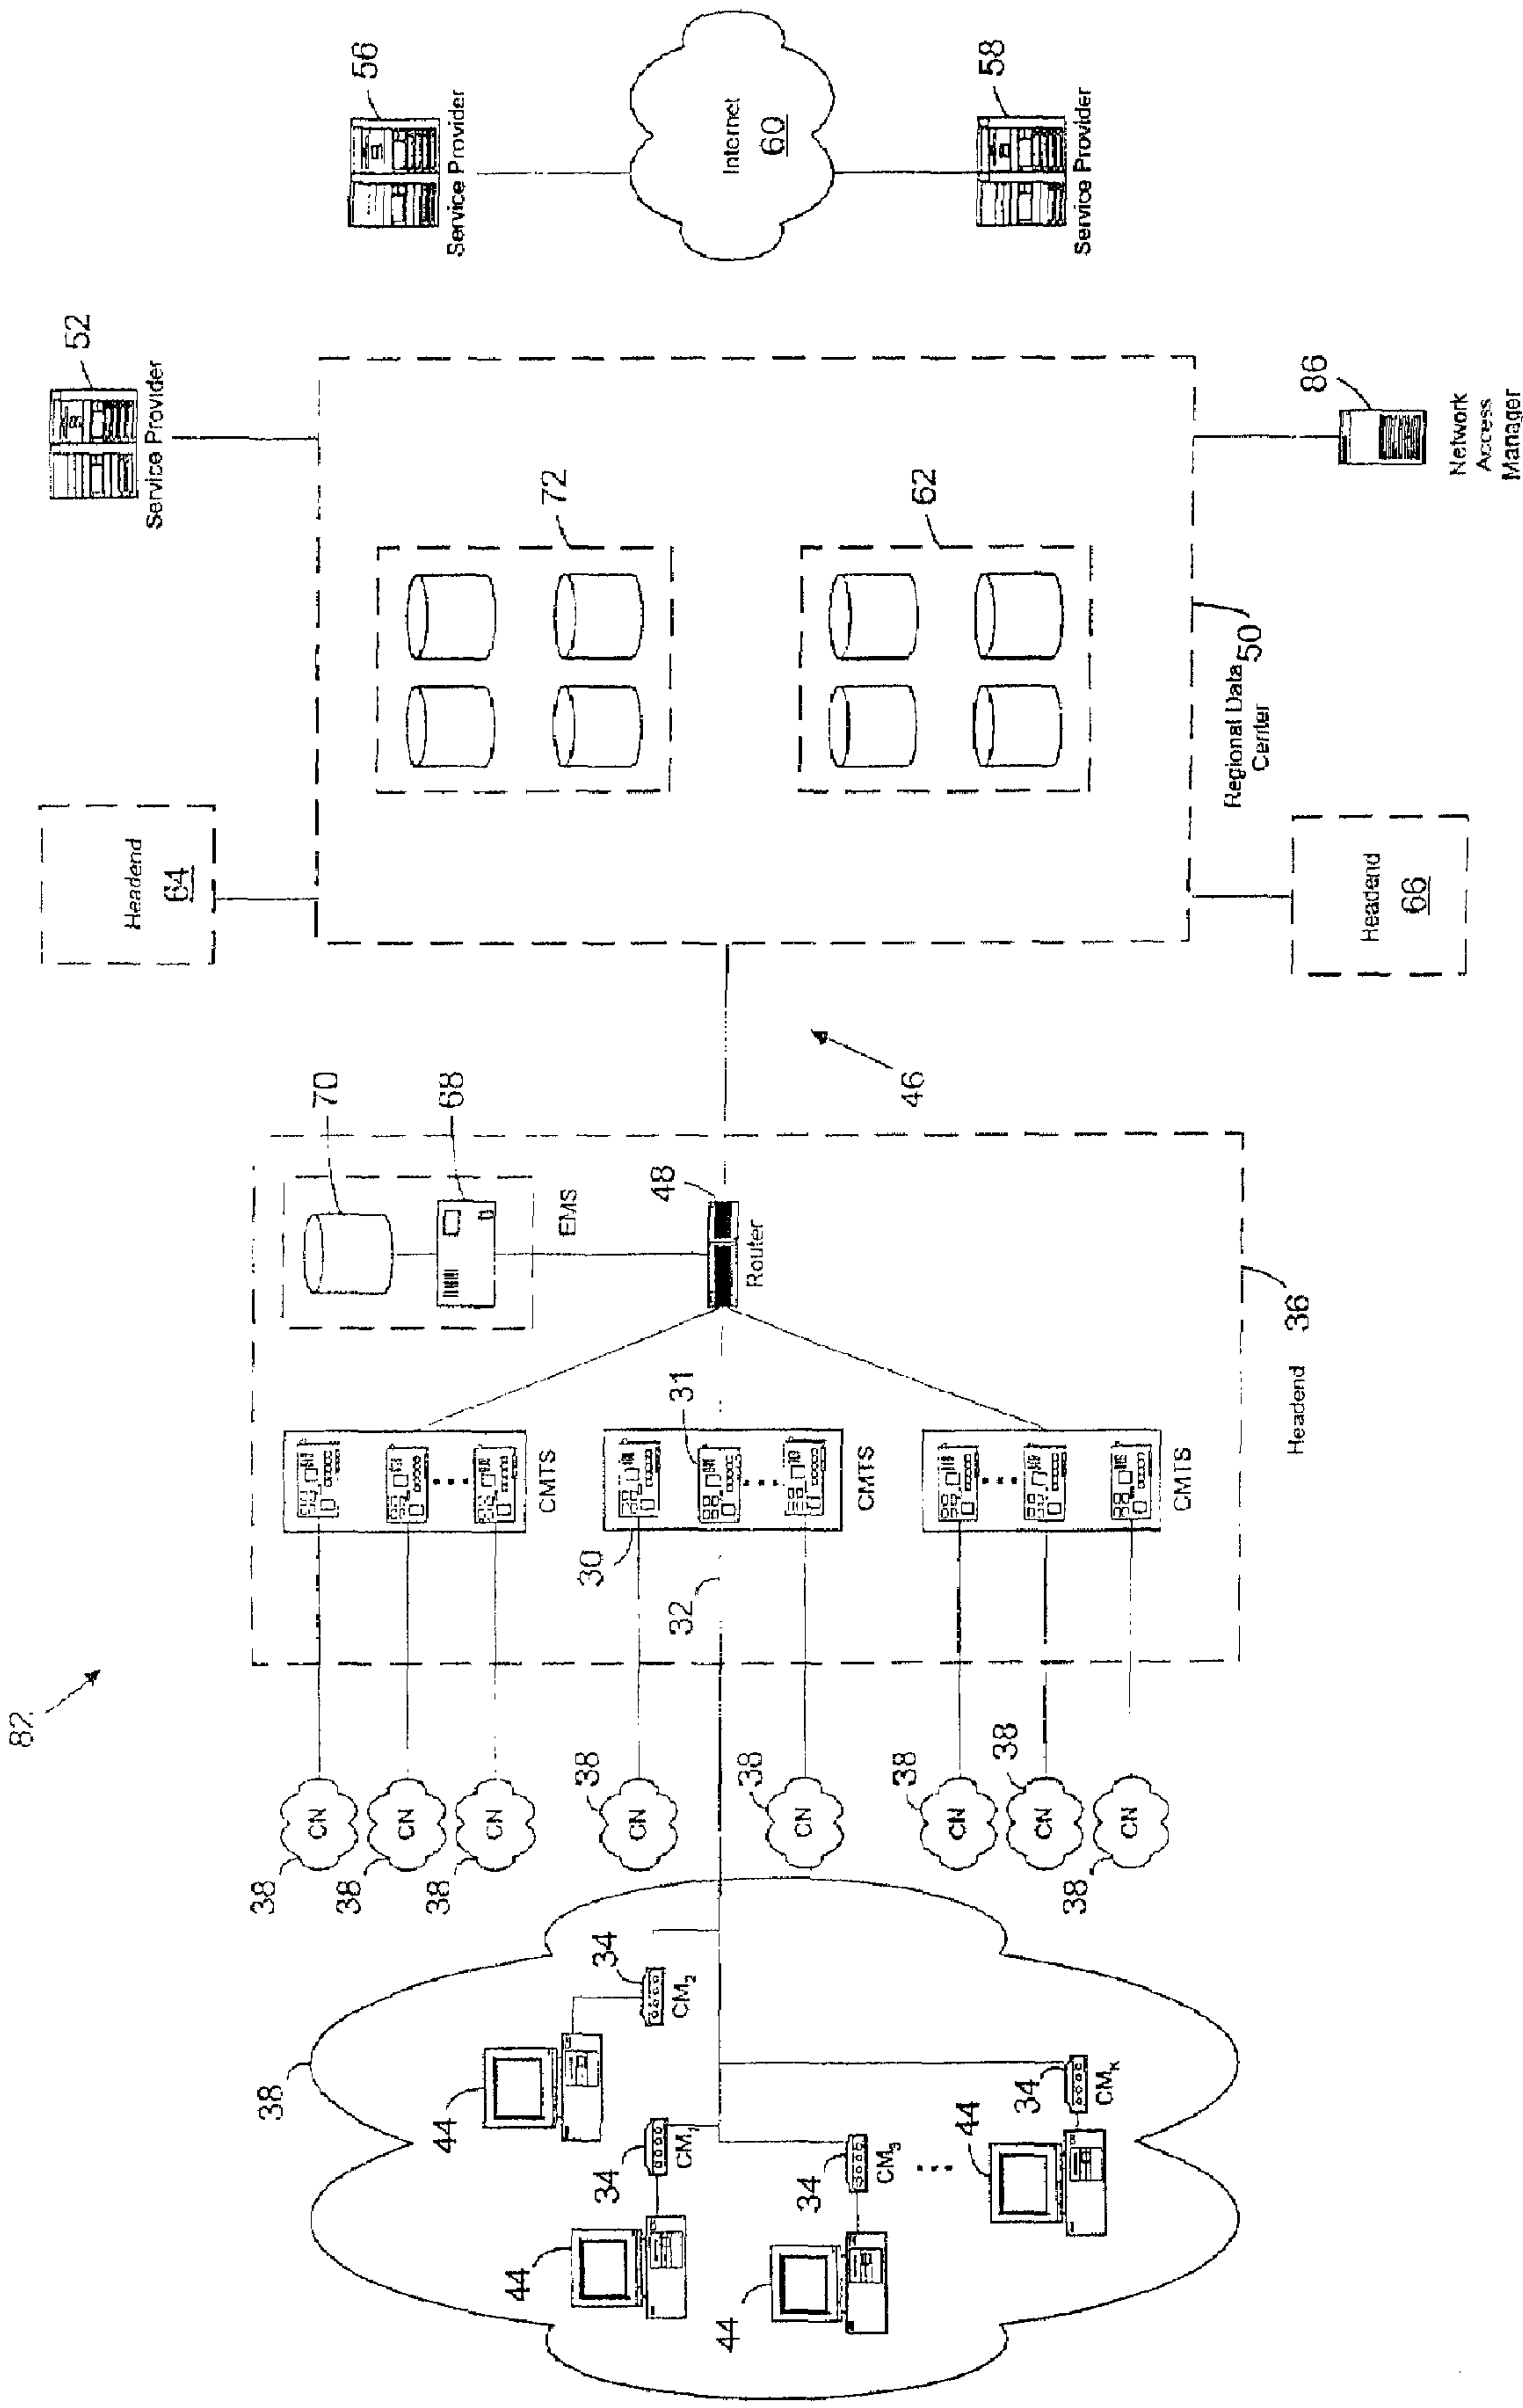 82
38
44
34
CM₂
44
34
CM₁
44
34
CM₃
44
34
CMₖ
38
CN
38
CN
38
CN
38
CN
38
CN
38
CN
38
CN
38
CN
32
30
31
CMTS
CMTS
CMTS
Headend
36
70
68
EMS
48
Router
46
Headend
64
Headend
66
Regional Data
Center
50
72
62
52
Service Provider
86
Network
Access
Manager
56
Service Provider
Internet
60
58
Service Provider